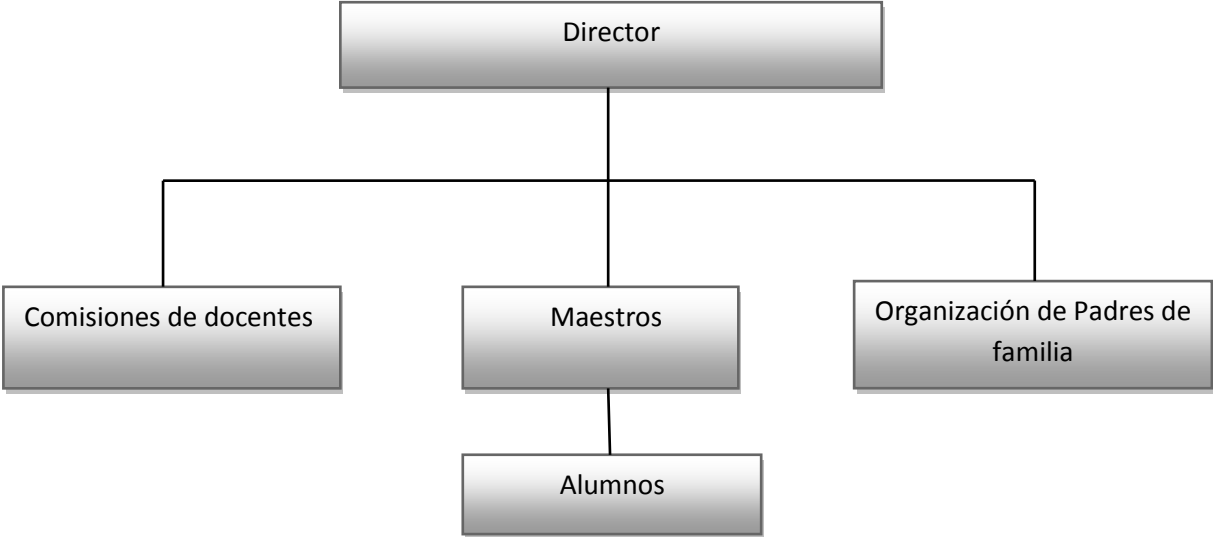 Director
Comisiones de docentes
Maestros
Organización de Padres de
familia
Alumnos